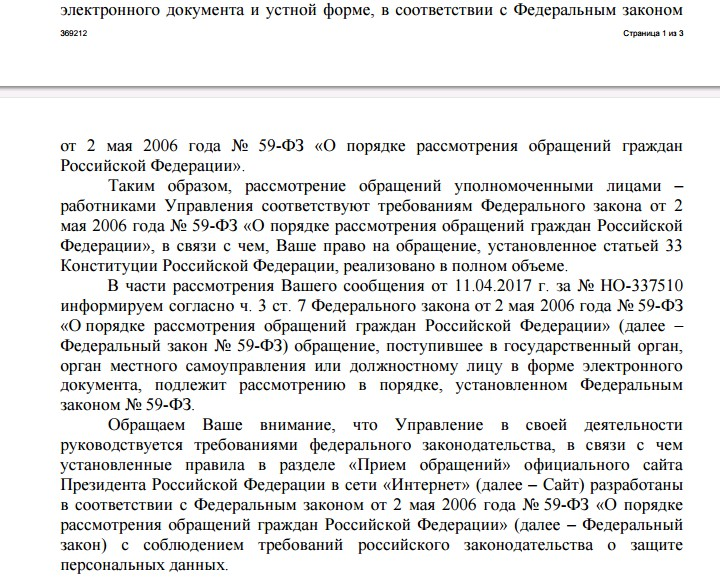 электронного документа и устной форме, в соответствии с Федеральным законом
369212 Страница 1 из 3
от 2 мая 2006 года № 59-ФЗ «О порядке рассмотрения обращений граждан
Российской Федерации».
Таким образом, рассмотрение обращений уполномоченными лицами –
работниками Управления соответствуют требованиям Федерального закона от 2
мая 2006 года № 59-ФЗ «О порядке рассмотрения обращений граждан Российской
Федерации», в связи с чем, Ваше право на обращение, установленное статьей 33
Конституции Российской Федерации, реализовано в полном объеме.
В части рассмотрения Вашего сообщения от 11.04.2017 г. за № НО-337510
информируем согласно ч. 3 ст. 7 Федерального закона от 2 мая 2006 года № 59-ФЗ
«О порядке рассмотрения обращений граждан Российской Федерации» (далее –
Федеральный закон № 59-ФЗ) обращение, поступившее в государственный орган,
орган местного самоуправления или должностному лицу в форме электронного
документа, подлежит рассмотрению в порядке, установленном Федеральным
законом № 59-ФЗ.
Обращаем Ваше внимание, что Управление в своей деятельности
руководствуется требованиями федерального законодательства, в связи с чем
установленные правила в разделе «Прием обращений» официального сайта
Президента Российской Федерации в сети «Интернет» (далее – Сайт) разработаны
в соответствии с Федеральным законом от 2 мая 2006 года № 59-ФЗ «О порядке
рассмотрения обращений граждан Российской Федерации» (далее – Федеральный
закон) с соблюдением требований российского законодательства о защите
персональных данных.